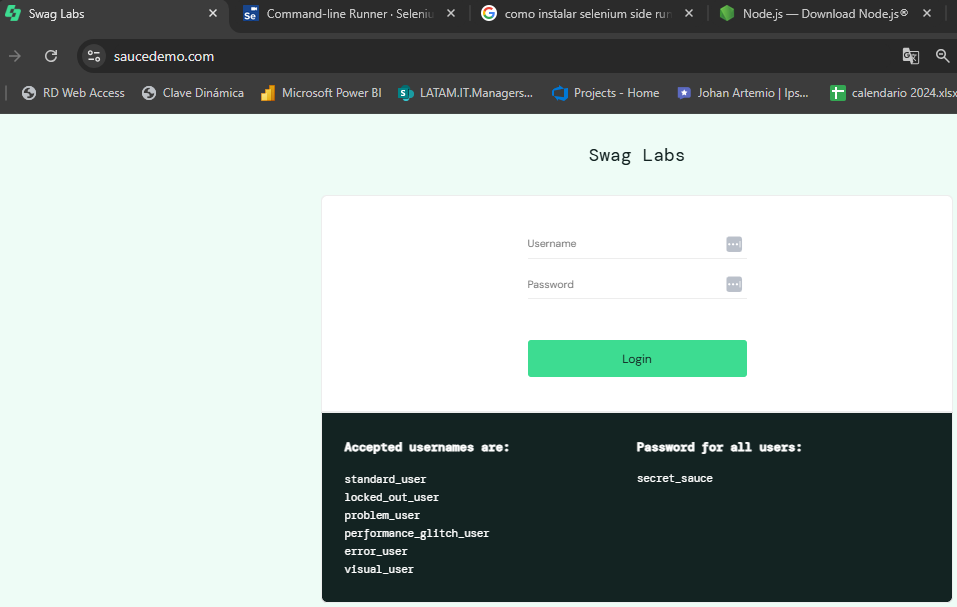 Swag Labs
Command-line Runner · Seleniu
como instalar selenium side run
Node.js — Download Node.js®
saucedemo.com
RD Web Access
Clave Dinámica
Microsoft Power BI
LATAM.IT.Managers...
Projects - Home
Johan Artemio | Ips...
calendario 2024.xlsx
Swag Labs
Username
Password
Login
Accepted usernames are:
standard_user
locked_out_user
problem_user
performance_glitch_user
error_user
visual_user
Password for all users:
secret_sauce